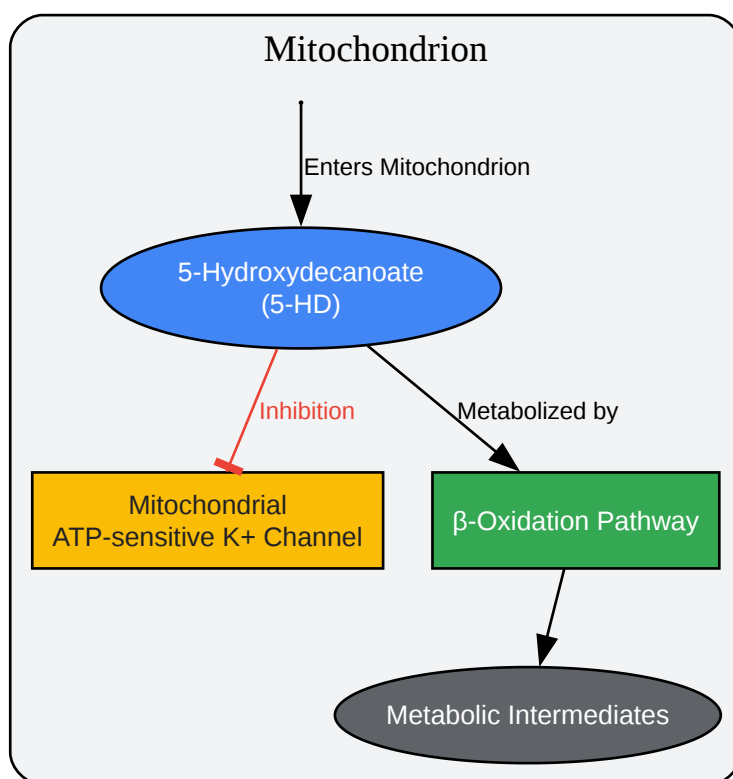 Mitochondrion
Enters Mitochondrion
5-Hydroxydecanoate
(5-HD)
Inhibition
Metabolized by
Mitochondrial
ATP-sensitive K+ Channel
β-Oxidation Pathway
Metabolic Intermediates